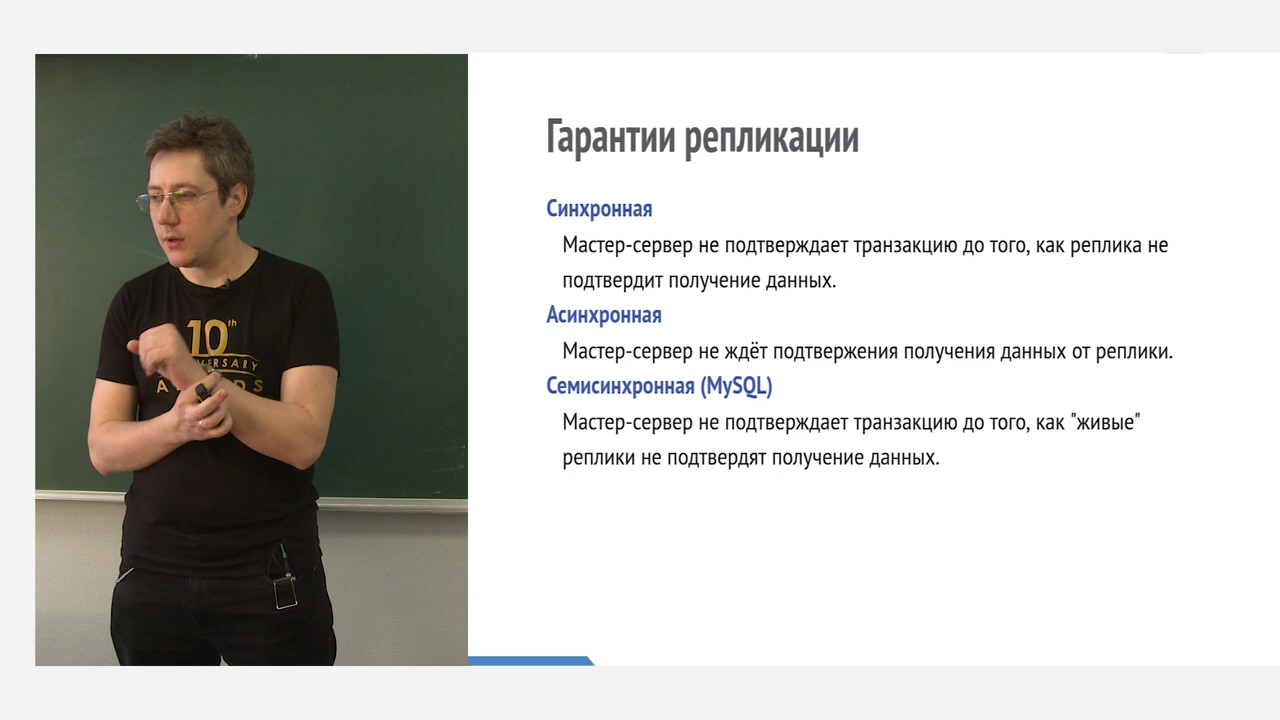 Гарантии репликации
Синхронная
Мастер-сервер не подтверждает транзакцию до того, как реплика не
подтвердит получение данных.
Асинхронная
Мастер-сервер не ждёт подтвержения получения данных от реплики.
Семисинхронная (MySQL)
Мастер-сервер не подтверждает транзакцию до того, как "живые"
реплики не подтвердят получение данных.
10th